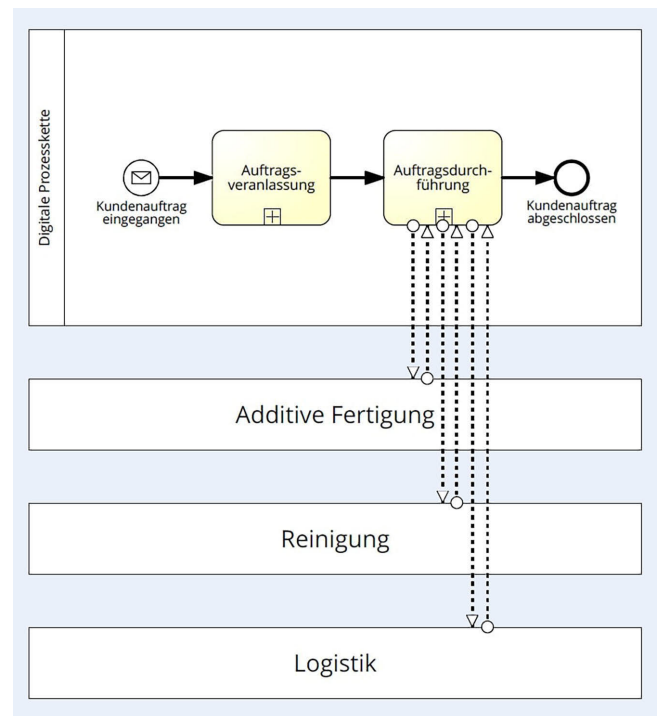 Digitale Prozesskette
Kundenauftrag
eingegangen
Auftrags-
veranlassung
Auftragsdurch-
führung
Kundenauftrag
abgeschlossen
Additive Fertigung
Reinigung
Logistik